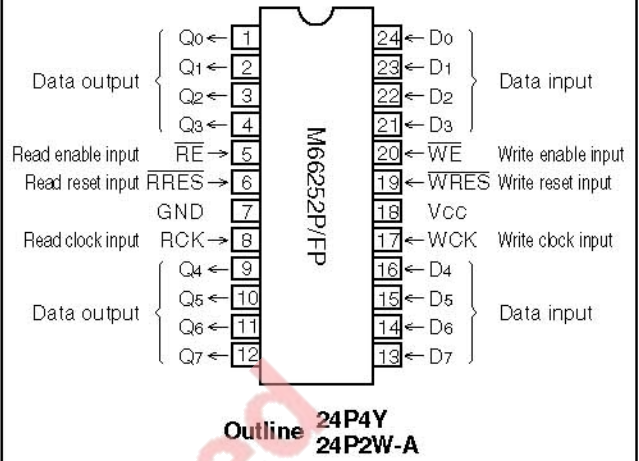 Q0 1 24 D0
Q1 2 23 D1
Data output Data input
Q2 3 22 D2
Q3 4 21 D3
Read enable input RE 5 20 WE Write enable input
Read reset input RRES 6 19 WRES Write reset input
GND 7 18 Vcc
Read clock input RCK 8 17 WCK Write clock input
Q4 9 16 D4
Q5 10 15 D5
Data output Data input
Q6 11 14 D6
Q7 12 13 D7
M66252P/FP
Outline 24P4Y
24P2W-A